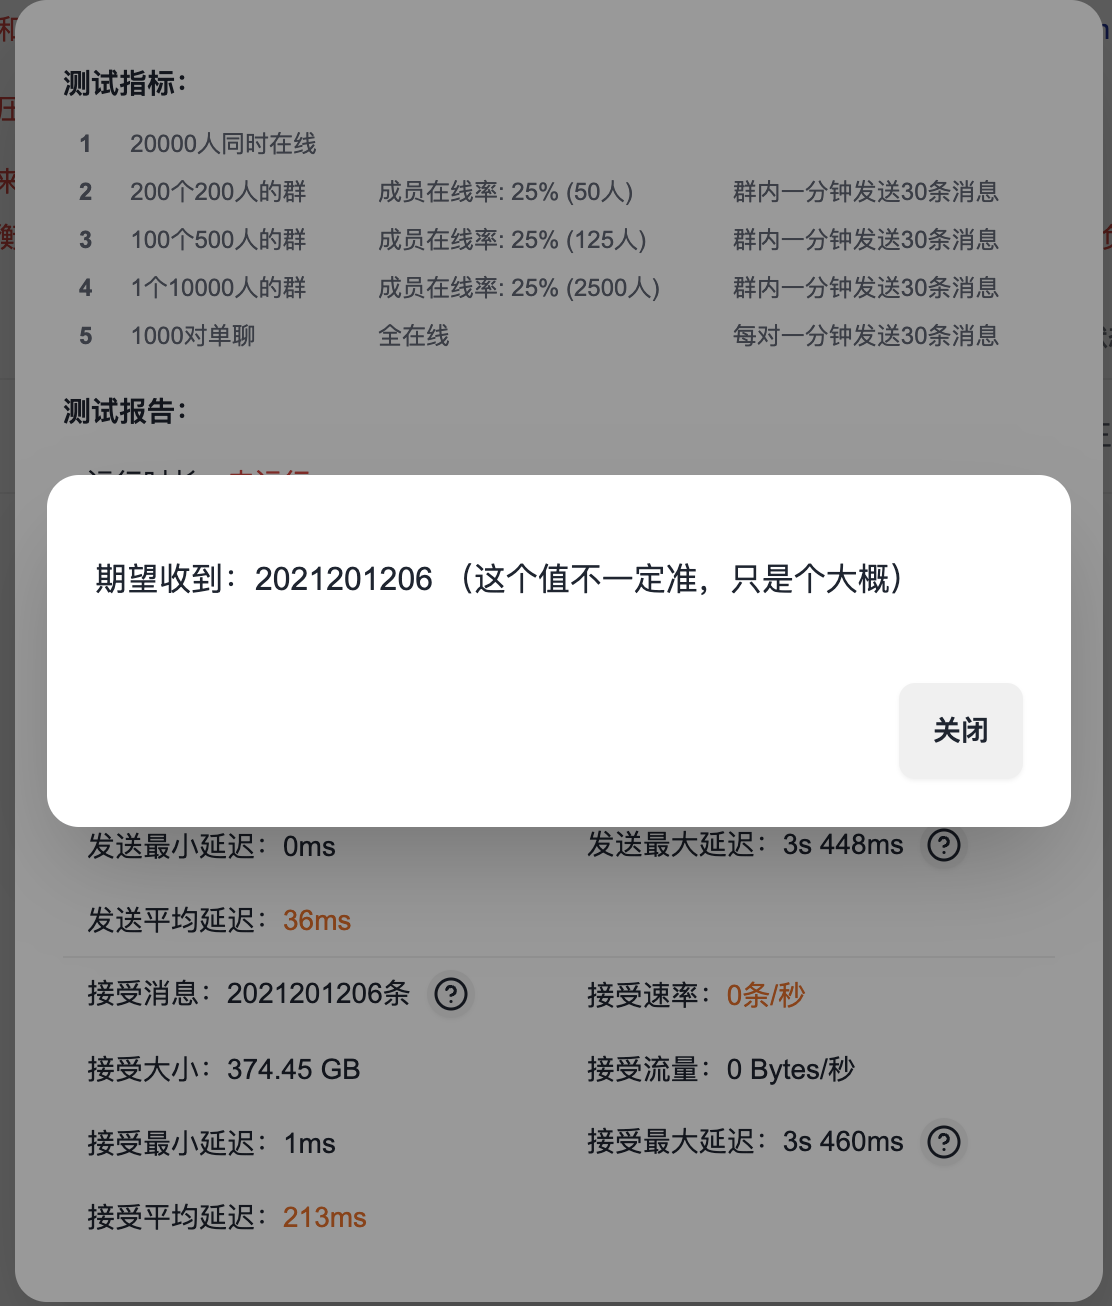 测试指标：
1 20000人同时在线
2 200个200人的群 成员在线率: 25% (50人) 群内一分钟发送30条消息
3 100个500人的群 成员在线率: 25% (125人) 群内一分钟发送30条消息
4 1个10000人的群 成员在线率: 25% (2500人) 群内一分钟发送30条消息
5 1000对单聊 全在线 每对一分钟发送30条消息
测试报告：
期望收到：2021201206 （这个值不一定准，只是个大概）
关闭
发送最小延迟：0ms 发送最大延迟：3s 448ms ?
发送平均延迟：36ms
接受消息：2021201206条 ? 接受速率：0条/秒
接受大小：374.45 GB 接受流量：0 Bytes/秒
接受最小延迟：1ms 接受最大延迟：3s 460ms ?
接受平均延迟：213ms